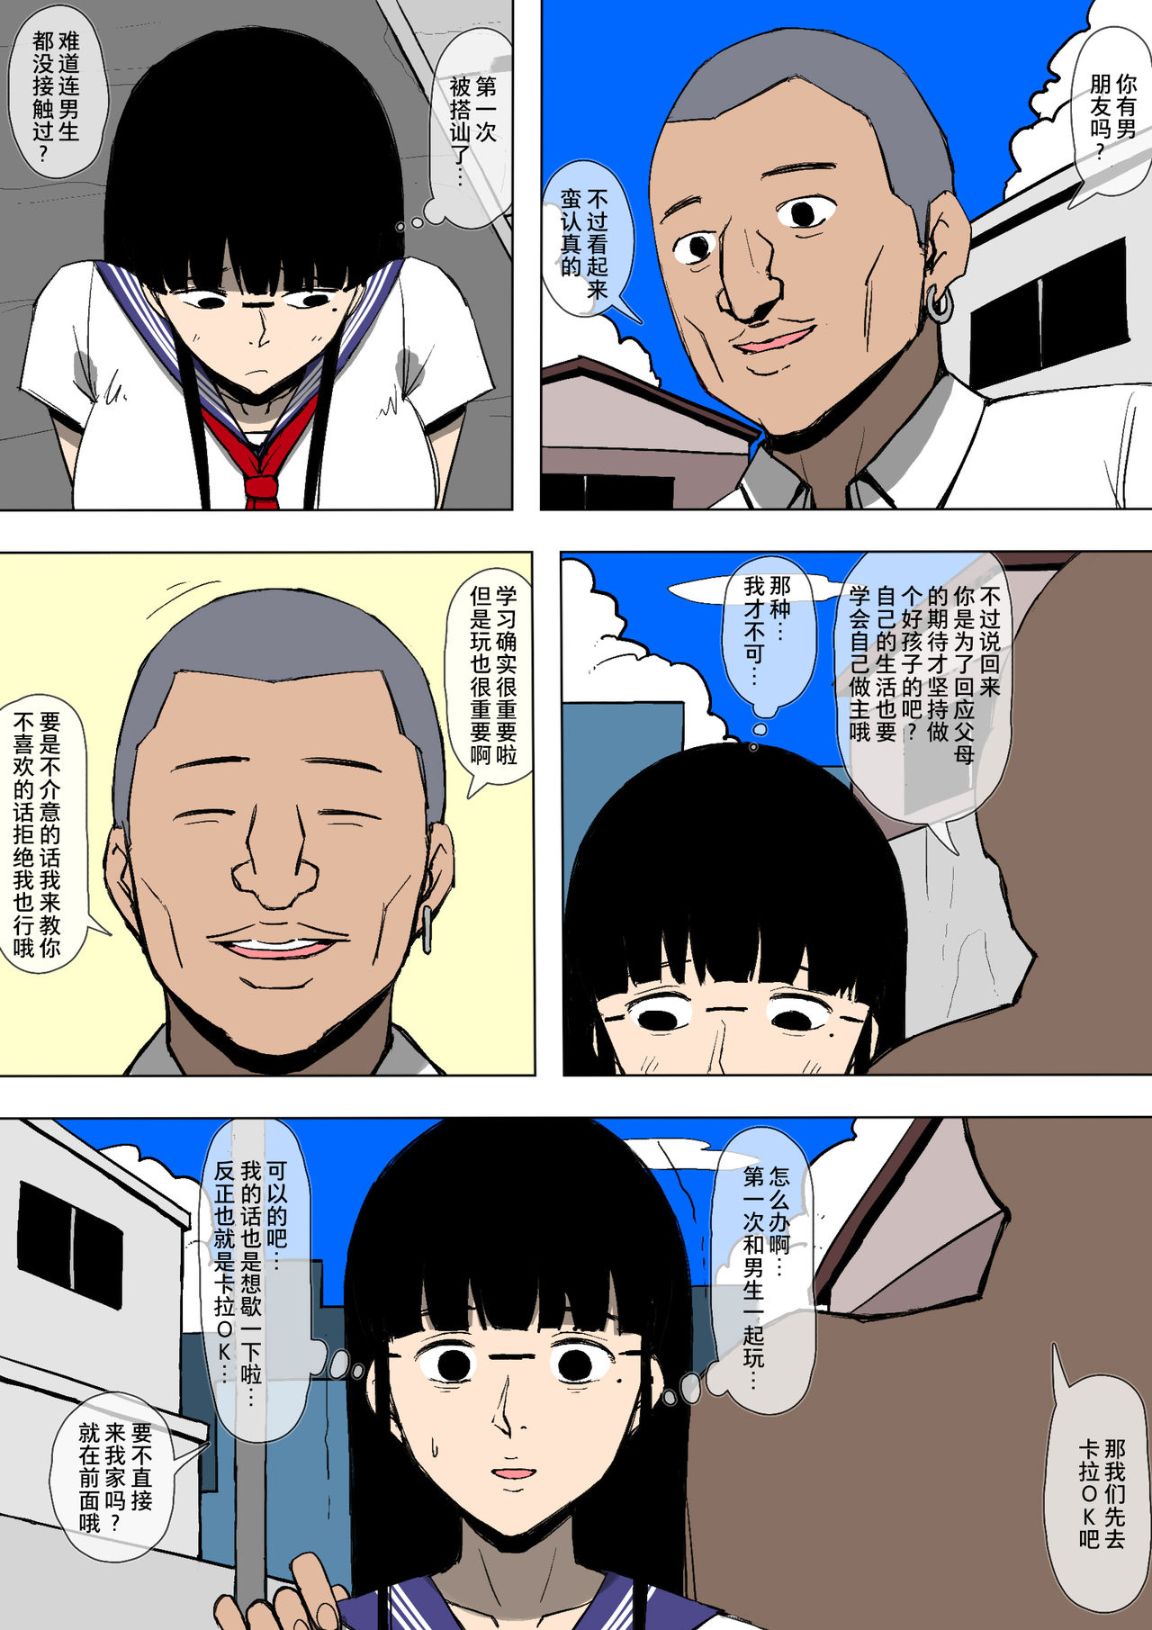 你有男
朋友吗？
不过看起来
蛮认真的
第一次
被搭讪了…
难道连男生
都没接触过？
不过说回来
你是为了回应父母
的期待才坚持做
个好孩子的吧？
自己的生活也要
学会自己做主哦
那种…
我才不可…
学习确实很重要啦
但是玩也很重要啊
要是不介意的话我来教你
不喜欢的话拒绝我也行哦
那我们先去
卡拉OK吧
怎么办啊…
第一次和男生一起玩…
可以的吧…
我的话也是想歇一下啦…
反正也就是卡拉OK…
要不直接
来我家吗？
就在前面哦